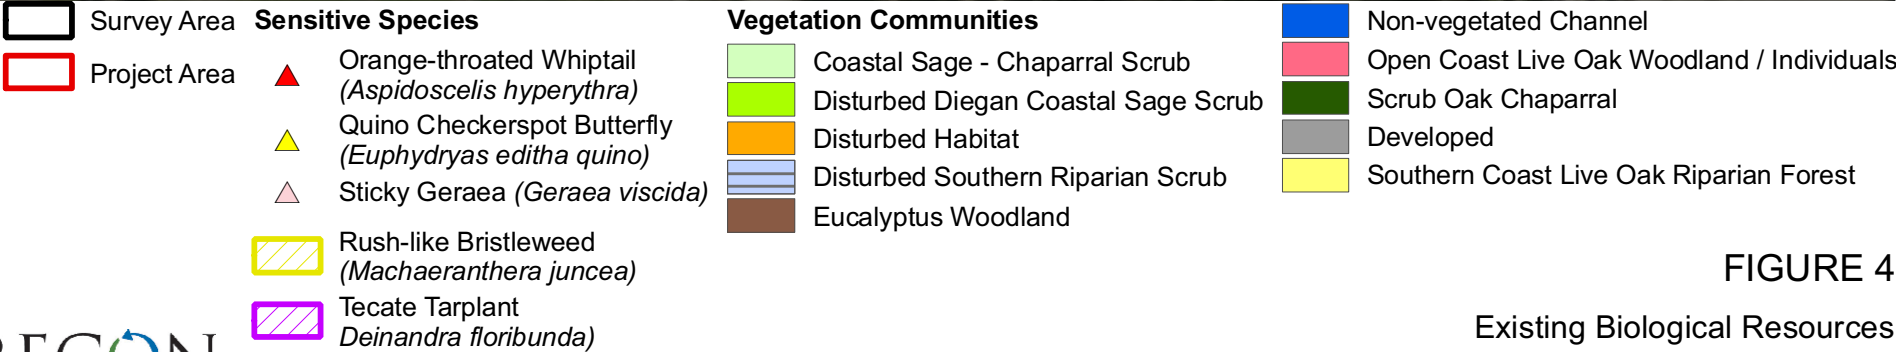 Survey Area
Project Area
Sensitive Species
Orange-throated Whiptail
(Aspidoscelis hyperythra)
Quino Checkerspot Butterfly
(Euphydryas editha quino)
Sticky Geraea (Geraea viscida)
Rush-like Bristleweed
(Machaeranthera juncea)
Tecate Tarplant
Deinandra floribunda)
Vegetation Communities
Coastal Sage - Chaparral Scrub
Disturbed Diegan Coastal Sage Scrub
Disturbed Habitat
Disturbed Southern Riparian Scrub
Eucalyptus Woodland
Non-vegetated Channel
Open Coast Live Oak Woodland / Individuals
Scrub Oak Chaparral
Developed
Southern Coast Live Oak Riparian Forest
FIGURE 4
Existing Biological Resources
RECON